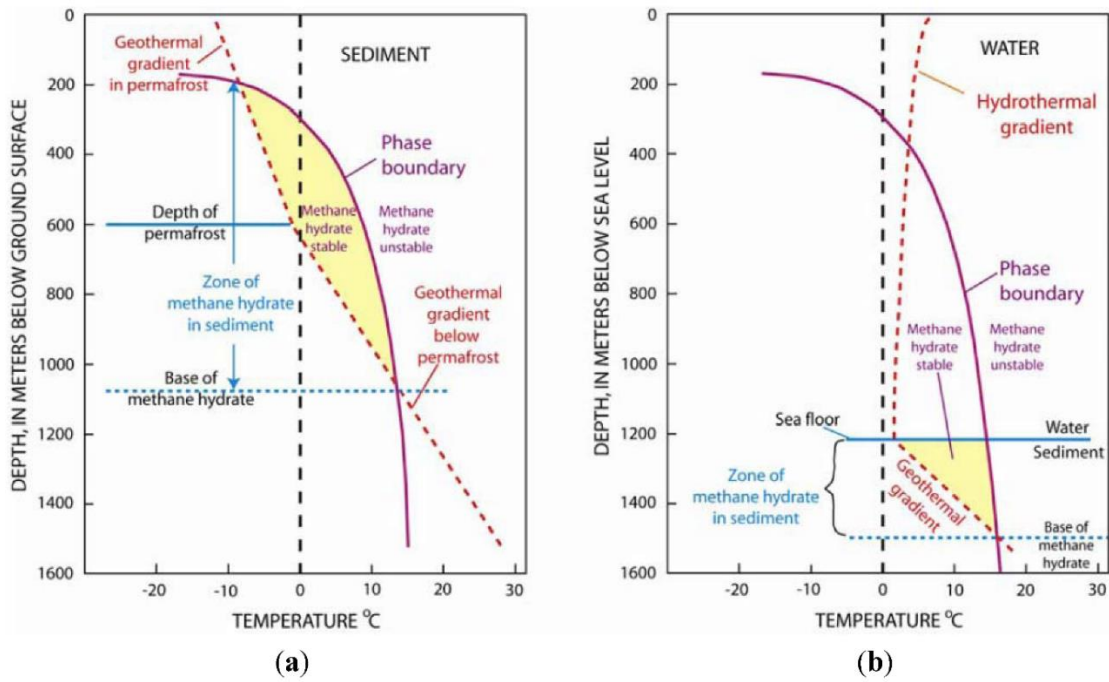 0
200
400
600
800
1000
1200
1400
1600
DEPTH, IN METERS BELOW GROUND SURFACE
Geothermal
gradient
in permafrost
SEDIMENT
Phase
boundary
Depth of
permafrost
Methane
hydrate
stable
Methane
hydrate
unstable
Zone of
methane hydrate
in sediment
Geothermal
gradient
below
permafrost
Base of
methane hydrate
-20 -10 0 10 20 30
TEMPERATURE °C
(a)
0
200
400
600
800
1000
1200
1400
1600
DEPTH, IN METERS BELOW SEA LEVEL
WATER
Hydrothermal
gradient
Phase
boundary
Methane
hydrate
stable
Methane
hydrate
unstable
Sea floor
Water
Sediment
Zone of
methane hydrate
in sediment
Geothermal
gradient
Base of
methane
hydrate
-20 -10 0 10 20 30
TEMPERATURE °C
(b)